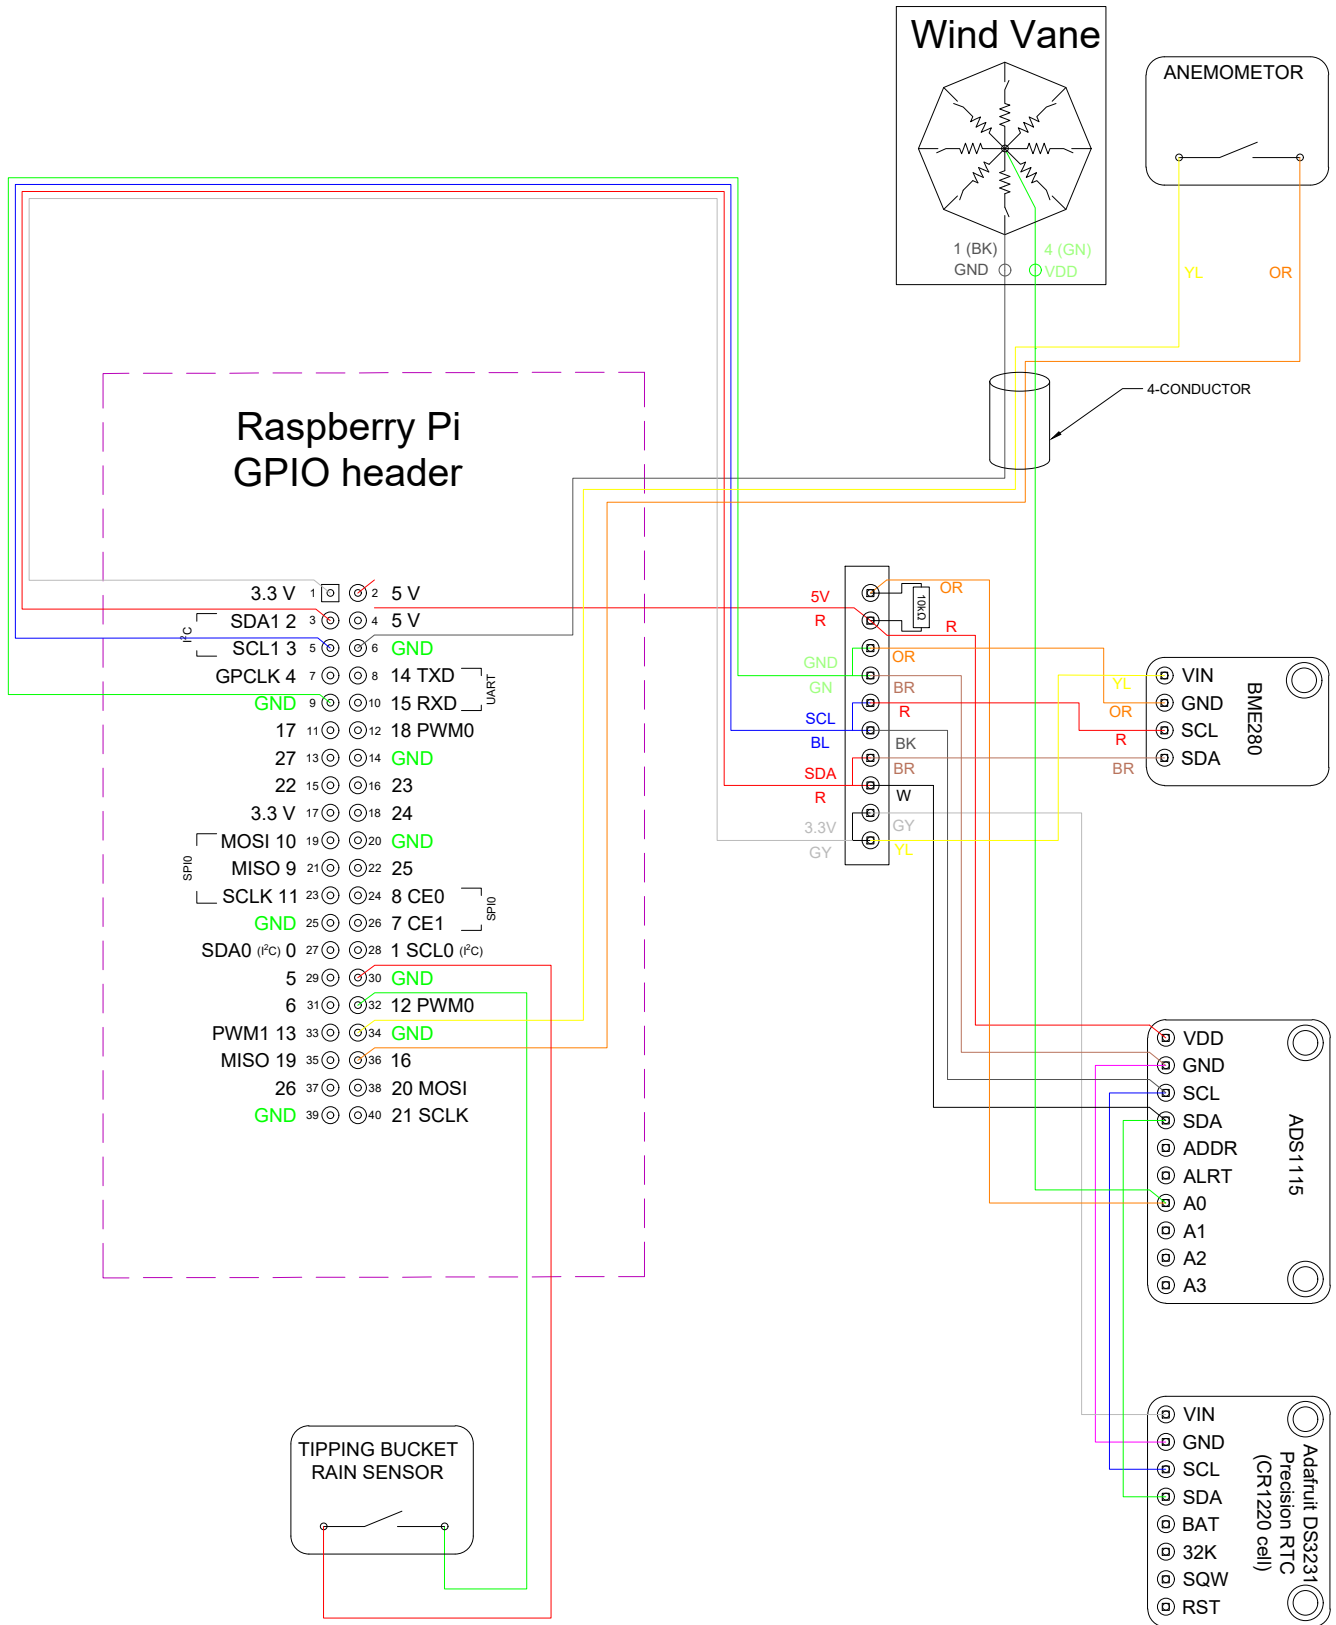 Wind Vane
1 (BK)
GND
4 (GN)
VDD
ANEMOMETOR
YL
OR
4-CONDUCTOR
Raspberry Pi
GPIO header
3.3 V 1 2 5 V
I²C
SDA1 2 3 4 5 V
SCL1 3 5 6 GND
GPCLK 4 7 8 14 TXD
UART
GND 9 10 15 RXD
17 11 12 18 PWM0
27 13 14 GND
22 15 16 23
3.3 V 17 18 24
SPI0
MOSI 10 19 20 GND
MISO 9 21 22 25
SCLK 11 23 24 8 CE0
SPI0
GND 25 26 7 CE1
SDA0 (I²C) 0 27 28 1 SCL0 (I²C)
5 29 30 GND
6 31 32 12 PWM0
PWM1 13 33 34 GND
MISO 19 35 36 16
26 37 38 20 MOSI
GND 39 40 21 SCLK
5V
R
GND
GN
SCL
BL
SDA
R
3.3V
GY
10kΩ
OR
R
OR
BR
R
BK
BR
W
GY
YL
YL
OR
R
BR
VIN
GND
SCL
SDA
BME280
VDD
GND
SCL
SDA
ADDR
ALRT
A0
A1
A2
A3
ADS1115
VIN
GND
SCL
SDA
BAT
32K
SQW
RST
Adafruit DS3231
Precision RTC
(CR1220 cell)
TIPPING BUCKET
RAIN SENSOR